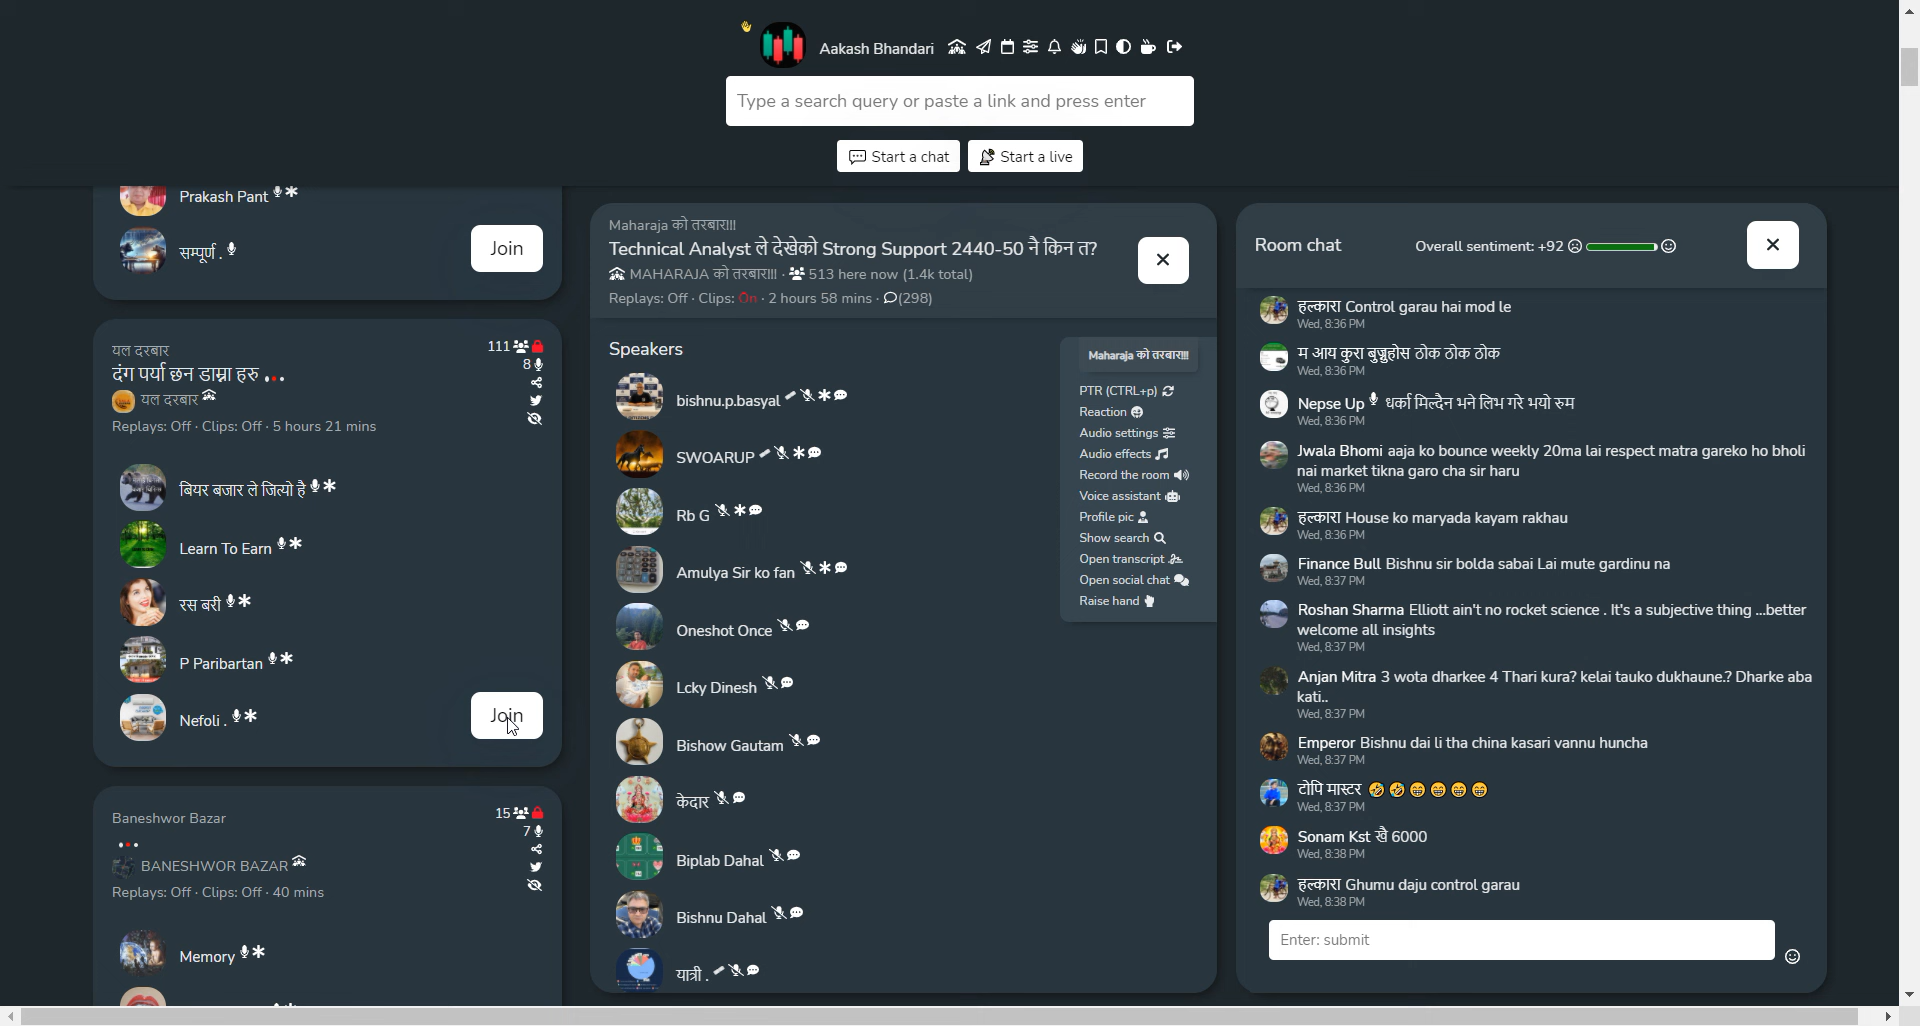 Aakash Bhandari
Type a search query or paste a link and press enter
Start a chat
Start a live
Prakash Pant
सम्पूर्ण .
Join
यल दरबार
111
दंग पर्या छन डाम्ना हरु
8
यल दरबार
Replays: Off · Clips: Off · 5 hours 21 mins
बियर बजार ले जित्यो है
Learn To Earn
रस बरी
P Paribartan
Nefoli .
Join
Baneshwor Bazar
15
7
BANESHWOR BAZAR
Replays: Off · Clips: Off · 40 mins
Memory
Maharaja को तरबार!!!
Technical Analyst ले देखेको Strong Support 2440-50 नै किन त?
MAHARAJA को तरबार!!! · 513 here now (1.4k total)
Replays: Off · Clips: On · 2 hours 58 mins · (298)
Speakers
bishnu.p.basyal
SWOARUP
Rb G
Amulya Sir ko fan
Oneshot Once
Lcky Dinesh
Bishow Gautam
केदार
Biplab Dahal
Bishnu Dahal
यात्री .
Maharaja को तरबार!!!
PTR (CTRL+p)
Reaction
Audio settings
Audio effects
Record the room
Voice assistant
Profile pic
Show search
Open transcript
Open social chat
Raise hand
Room chat
Overall sentiment: +92
हल्कारा Control garau hai mod le
Wed, 8:36 PM
म आय कुरा बुज्नुहोस ठोक ठोक ठोक
Wed, 8:36 PM
Nepse Up धर्का मिल्दैन भने लिभ गरे भयो रुम
Wed, 8:36 PM
Jwala Bhomi aaja ko bounce weekly 20ma lai respect matra gareko ho bholi
nai market tikna garo cha sir haru
Wed, 8:36 PM
हल्कारा House ko maryada kayam rakhau
Wed, 8:36 PM
Finance Bull Bishnu sir bolda sabai Lai mute gardinu na
Wed, 8:37 PM
Roshan Sharma Elliott ain't no rocket science . It's a subjective thing ...better
welcome all insights
Wed, 8:37 PM
Anjan Mitra 3 wota dharkee 4 Thari kura? kelai tauko dukhaune.? Dharke aba
kati..
Wed, 8:37 PM
Emperor Bishnu dai li tha china kasari vannu huncha
Wed, 8:37 PM
टोपि मास्टर 🤣🤣😁😁😁😁
Wed, 8:37 PM
Sonam Kst खै 6000
Wed, 8:38 PM
हल्कारा Ghumu daju control garau
Wed, 8:38 PM
Enter: submit